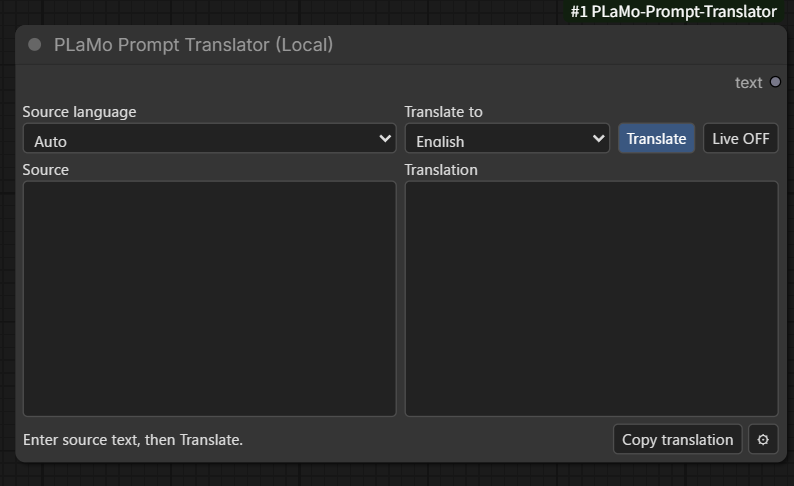 #1 PLaMo-Prompt-Translator
PLaMo Prompt Translator (Local)
text
Source language
Translate to
Auto
English
Translate
Live OFF
Source
Translation
Enter source text, then Translate.
Copy translation